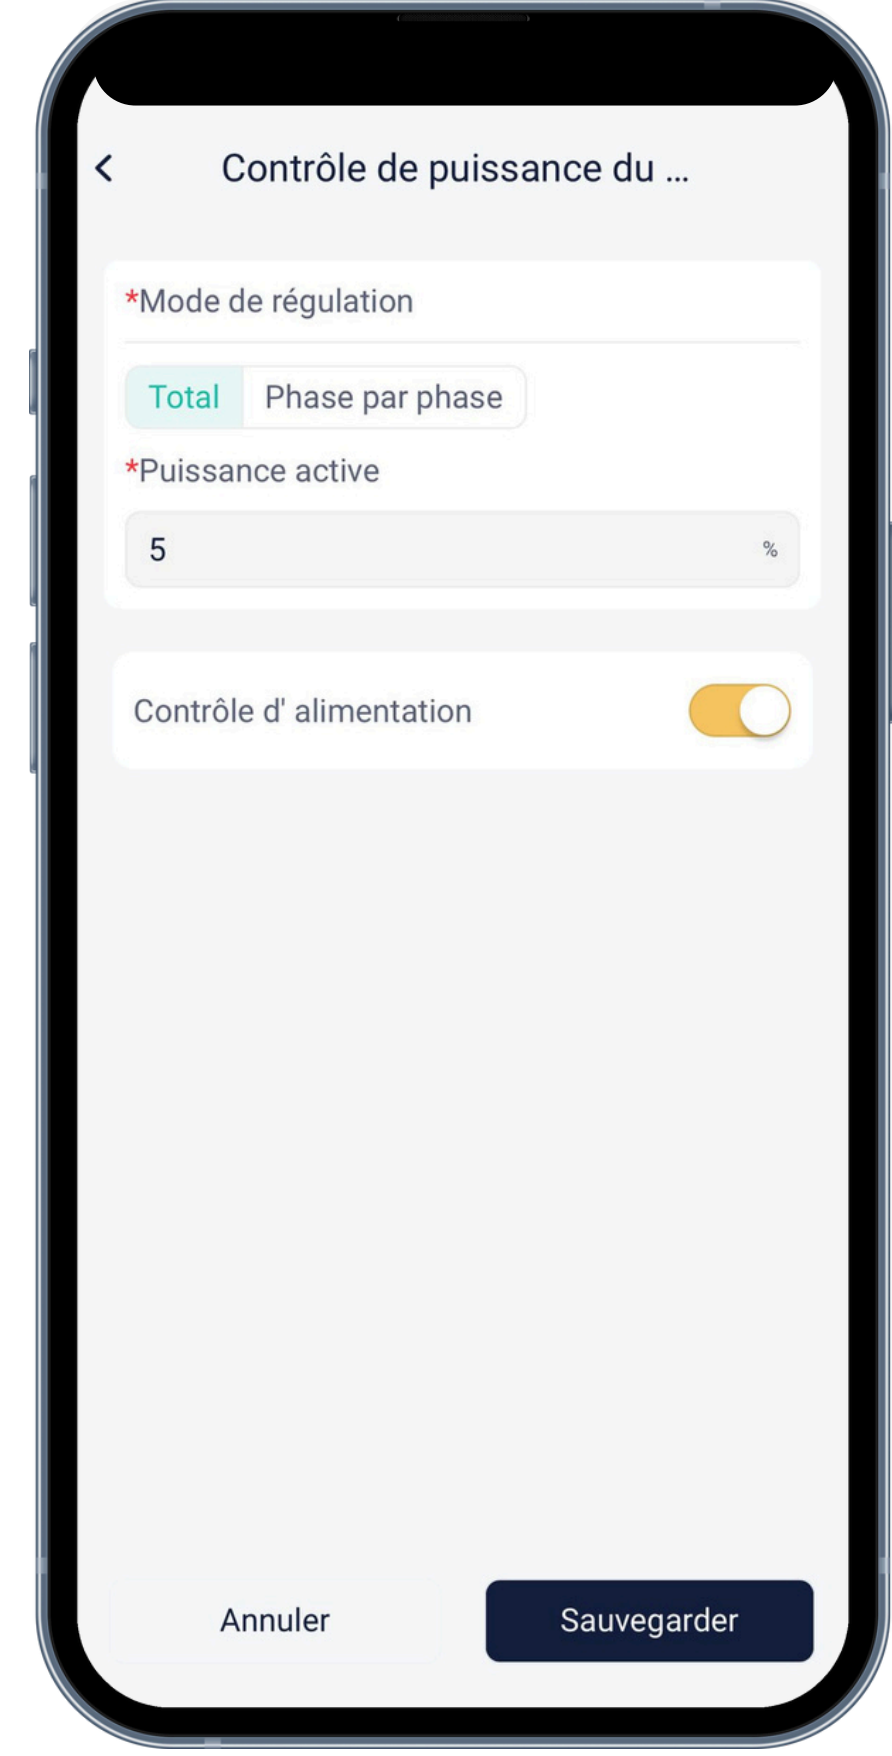 Contrôle de puissance du ...
*Mode de régulation
Total Phase par phase
*Puissance active
5 %
Contrôle d' alimentation
Annuler Sauvegarder